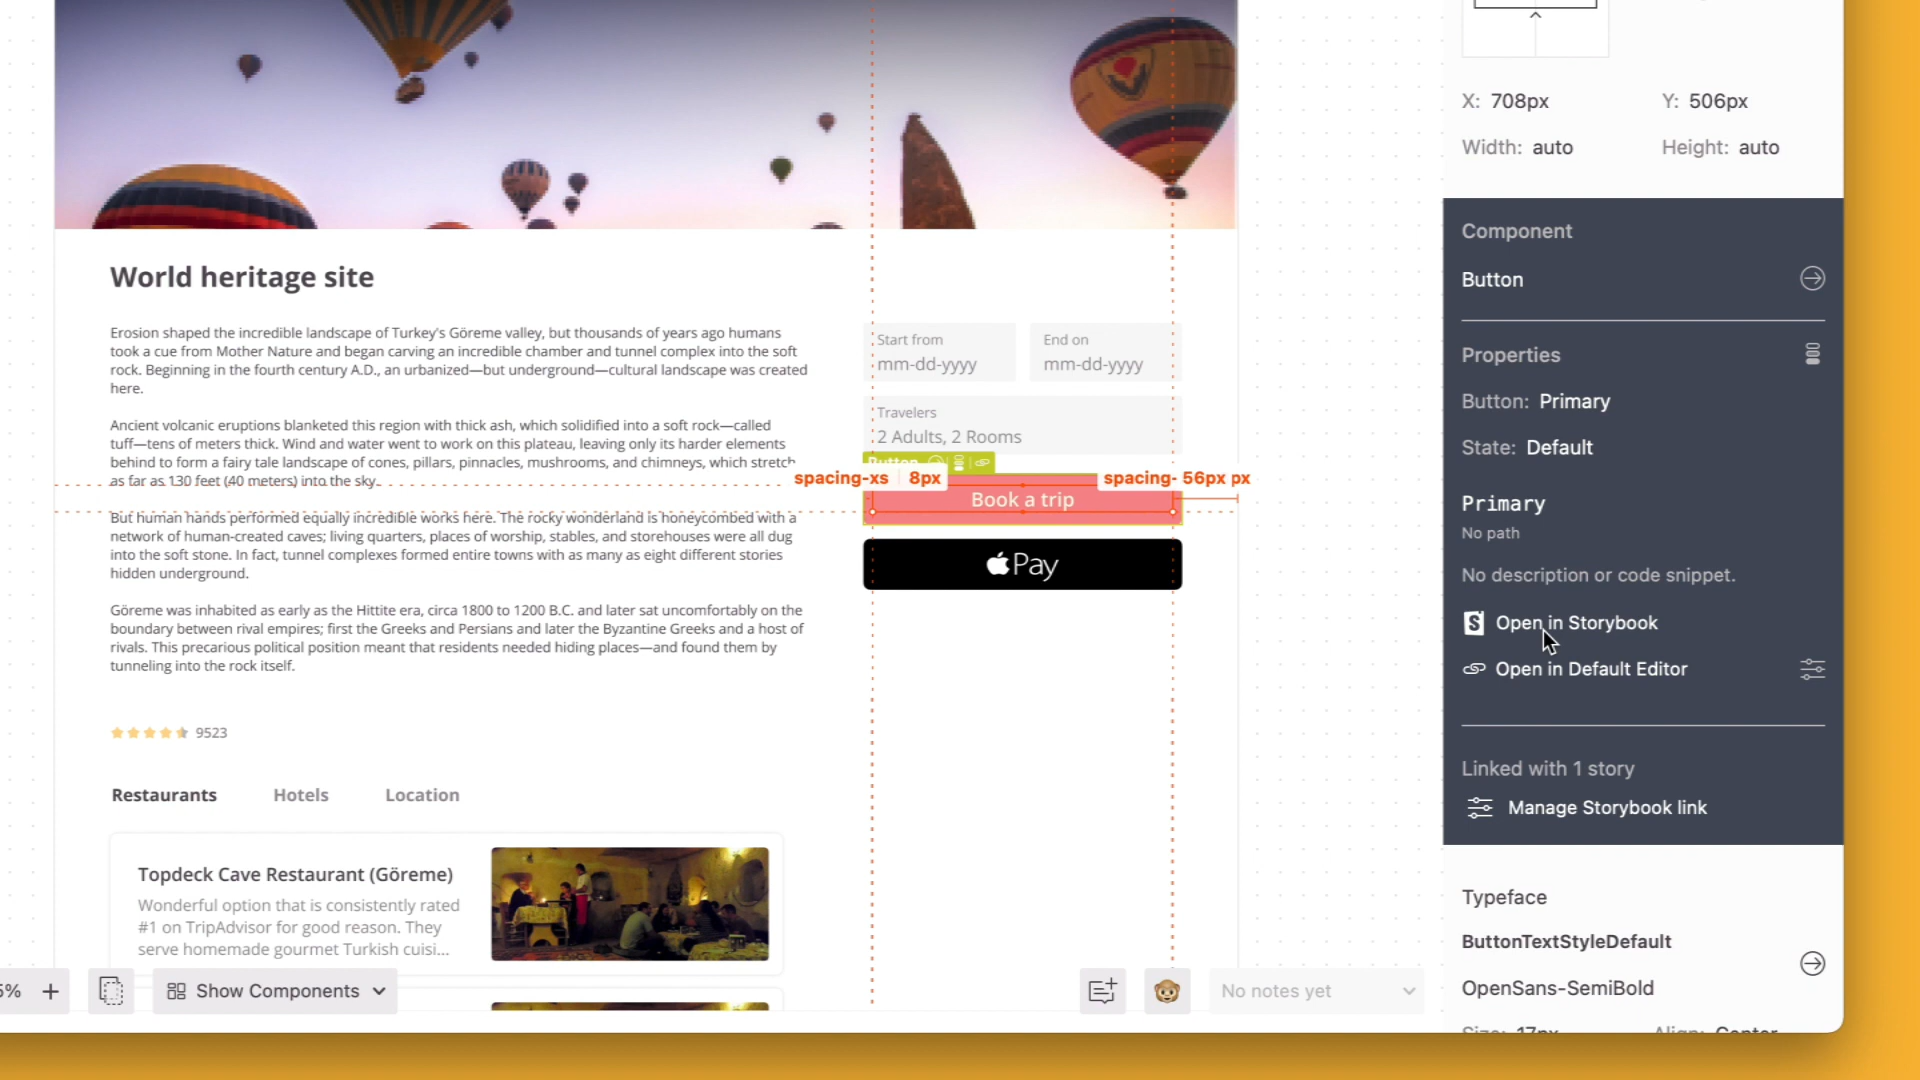 X: 708px
Y: 506px
Width: auto
Height: auto
Component
Button
Properties
Button: Primary
State: Default
Primary
No path
No description or code snippet.
Open in Storybook
Open in Default Editor
Linked with 1 story
Manage Storybook link
Typeface
ButtonTextStyleDefault
OpenSans-SemiBold
Size: 17px
Align: Center
World heritage site
Erosion shaped the incredible landscape of Turkey's Göreme valley, but thousands of years ago humans
took a cue from Mother Nature and began carving an incredible chamber and tunnel complex into the soft
rock. Beginning in the fourth century A.D., an urbanized—but underground—cultural landscape was created
here.
Ancient volcanic eruptions blanketed this region with thick ash, which solidified into a soft rock—called
tuff—tens of meters thick. Wind and water went to work on this plateau, leaving only its harder elements
behind to form a fairy tale landscape of cones, pillars, pinnacles, mushrooms, and chimneys, which stretch
as far as 130 feet (40 meters) into the sky.
But human hands performed equally incredible works here. The rocky wonderland is honeycombed with a
network of human-created caves; living quarters, places of worship, stables, and storehouses were all dug
into the soft stone. In fact, tunnel complexes formed entire towns with as many as eight different stories
hidden underground.
Göreme was inhabited as early as the Hittite era, circa 1800 to 1200 B.C. and later sat uncomfortably on the
boundary between rival empires; first the Greeks and Persians and later the Byzantine Greeks and a host of
rivals. This precarious political position meant that residents needed hiding places—and found them by
tunneling into the rock itself.
9523
Start from
mm-dd-yyyy
End on
mm-dd-yyyy
Travelers
2 Adults, 2 Rooms
Button
spacing-xs 8px
spacing- 56px px
Book a trip
Pay
Restaurants
Hotels
Location
Topdeck Cave Restaurant (Göreme)
Wonderful option that is consistently rated
#1 on TripAdvisor for good reason. They
serve homemade gourmet Turkish cuisi...
5% +
Show Components
No notes yet